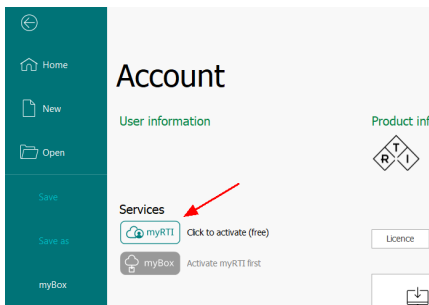 Home
New
Open
Save
Save as
myBox
Account
User information
Product inf
R T I
Services
myRTI Click to activate (free)
myBox Activate myRTI first
Licence